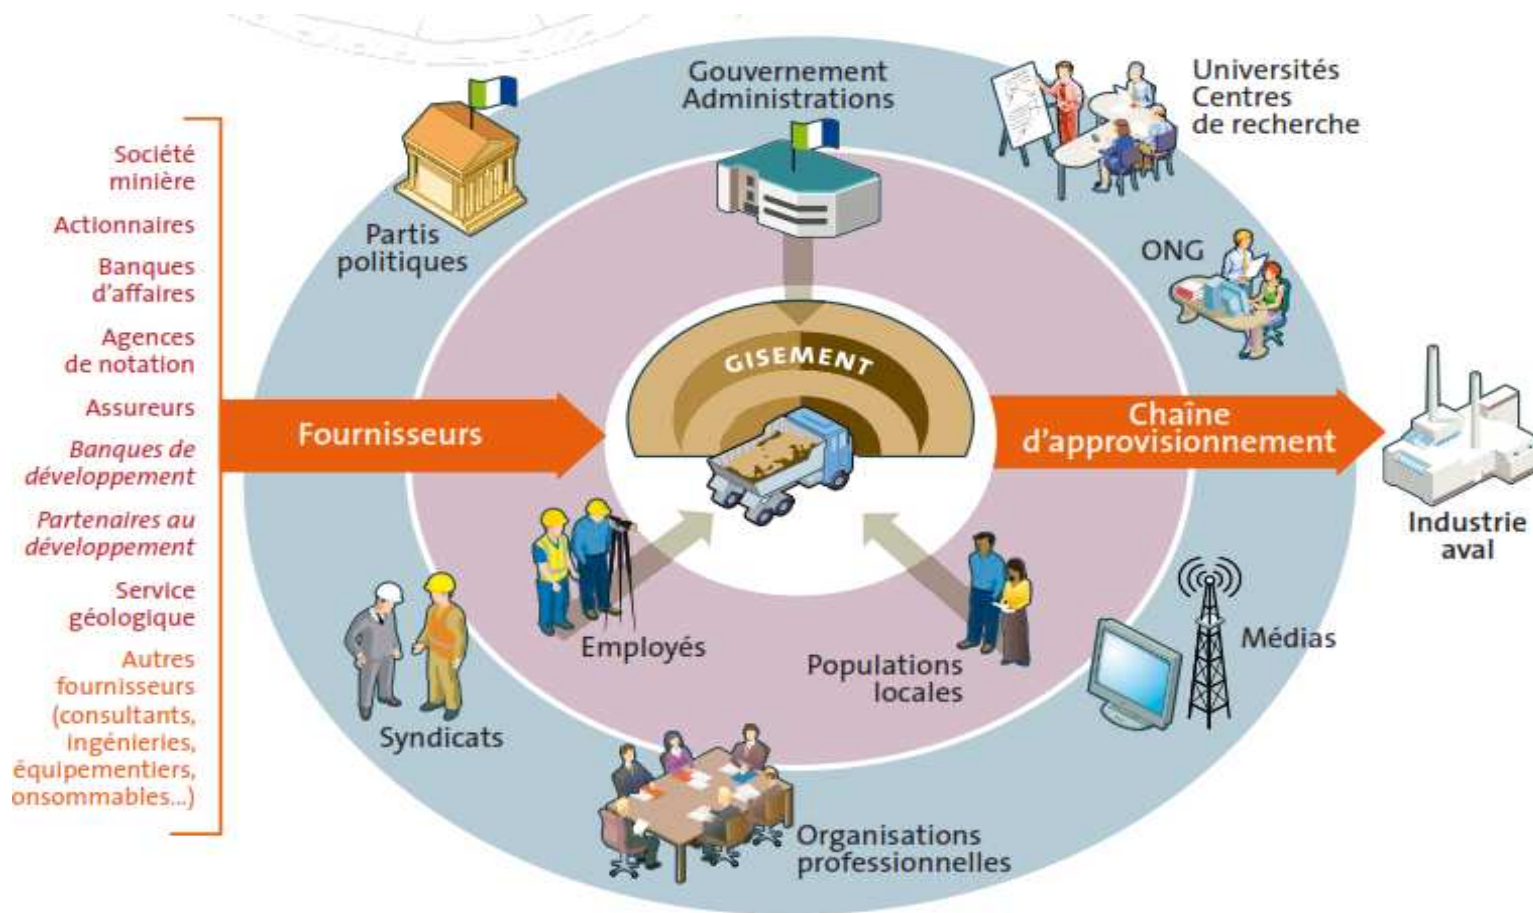 Gouvernement
Administrations
Universités
Centres
de recherche
Société
minière
Actionnaires
Banques
d'affaires
Agences
de notation
Assureurs
Banques de
développement
Partenaires au
développement
Service
géologique
Autres
fournisseurs
(consultants,
ingénieries,
équipementiers,
onsommables...)
Partis
politiques
ONG
GISEMENT
Fournisseurs
Chaîne
d'approvisionnement
Industrie
aval
Employés
Populations
locales
Médias
Syndicats
Organisations
professionnelles